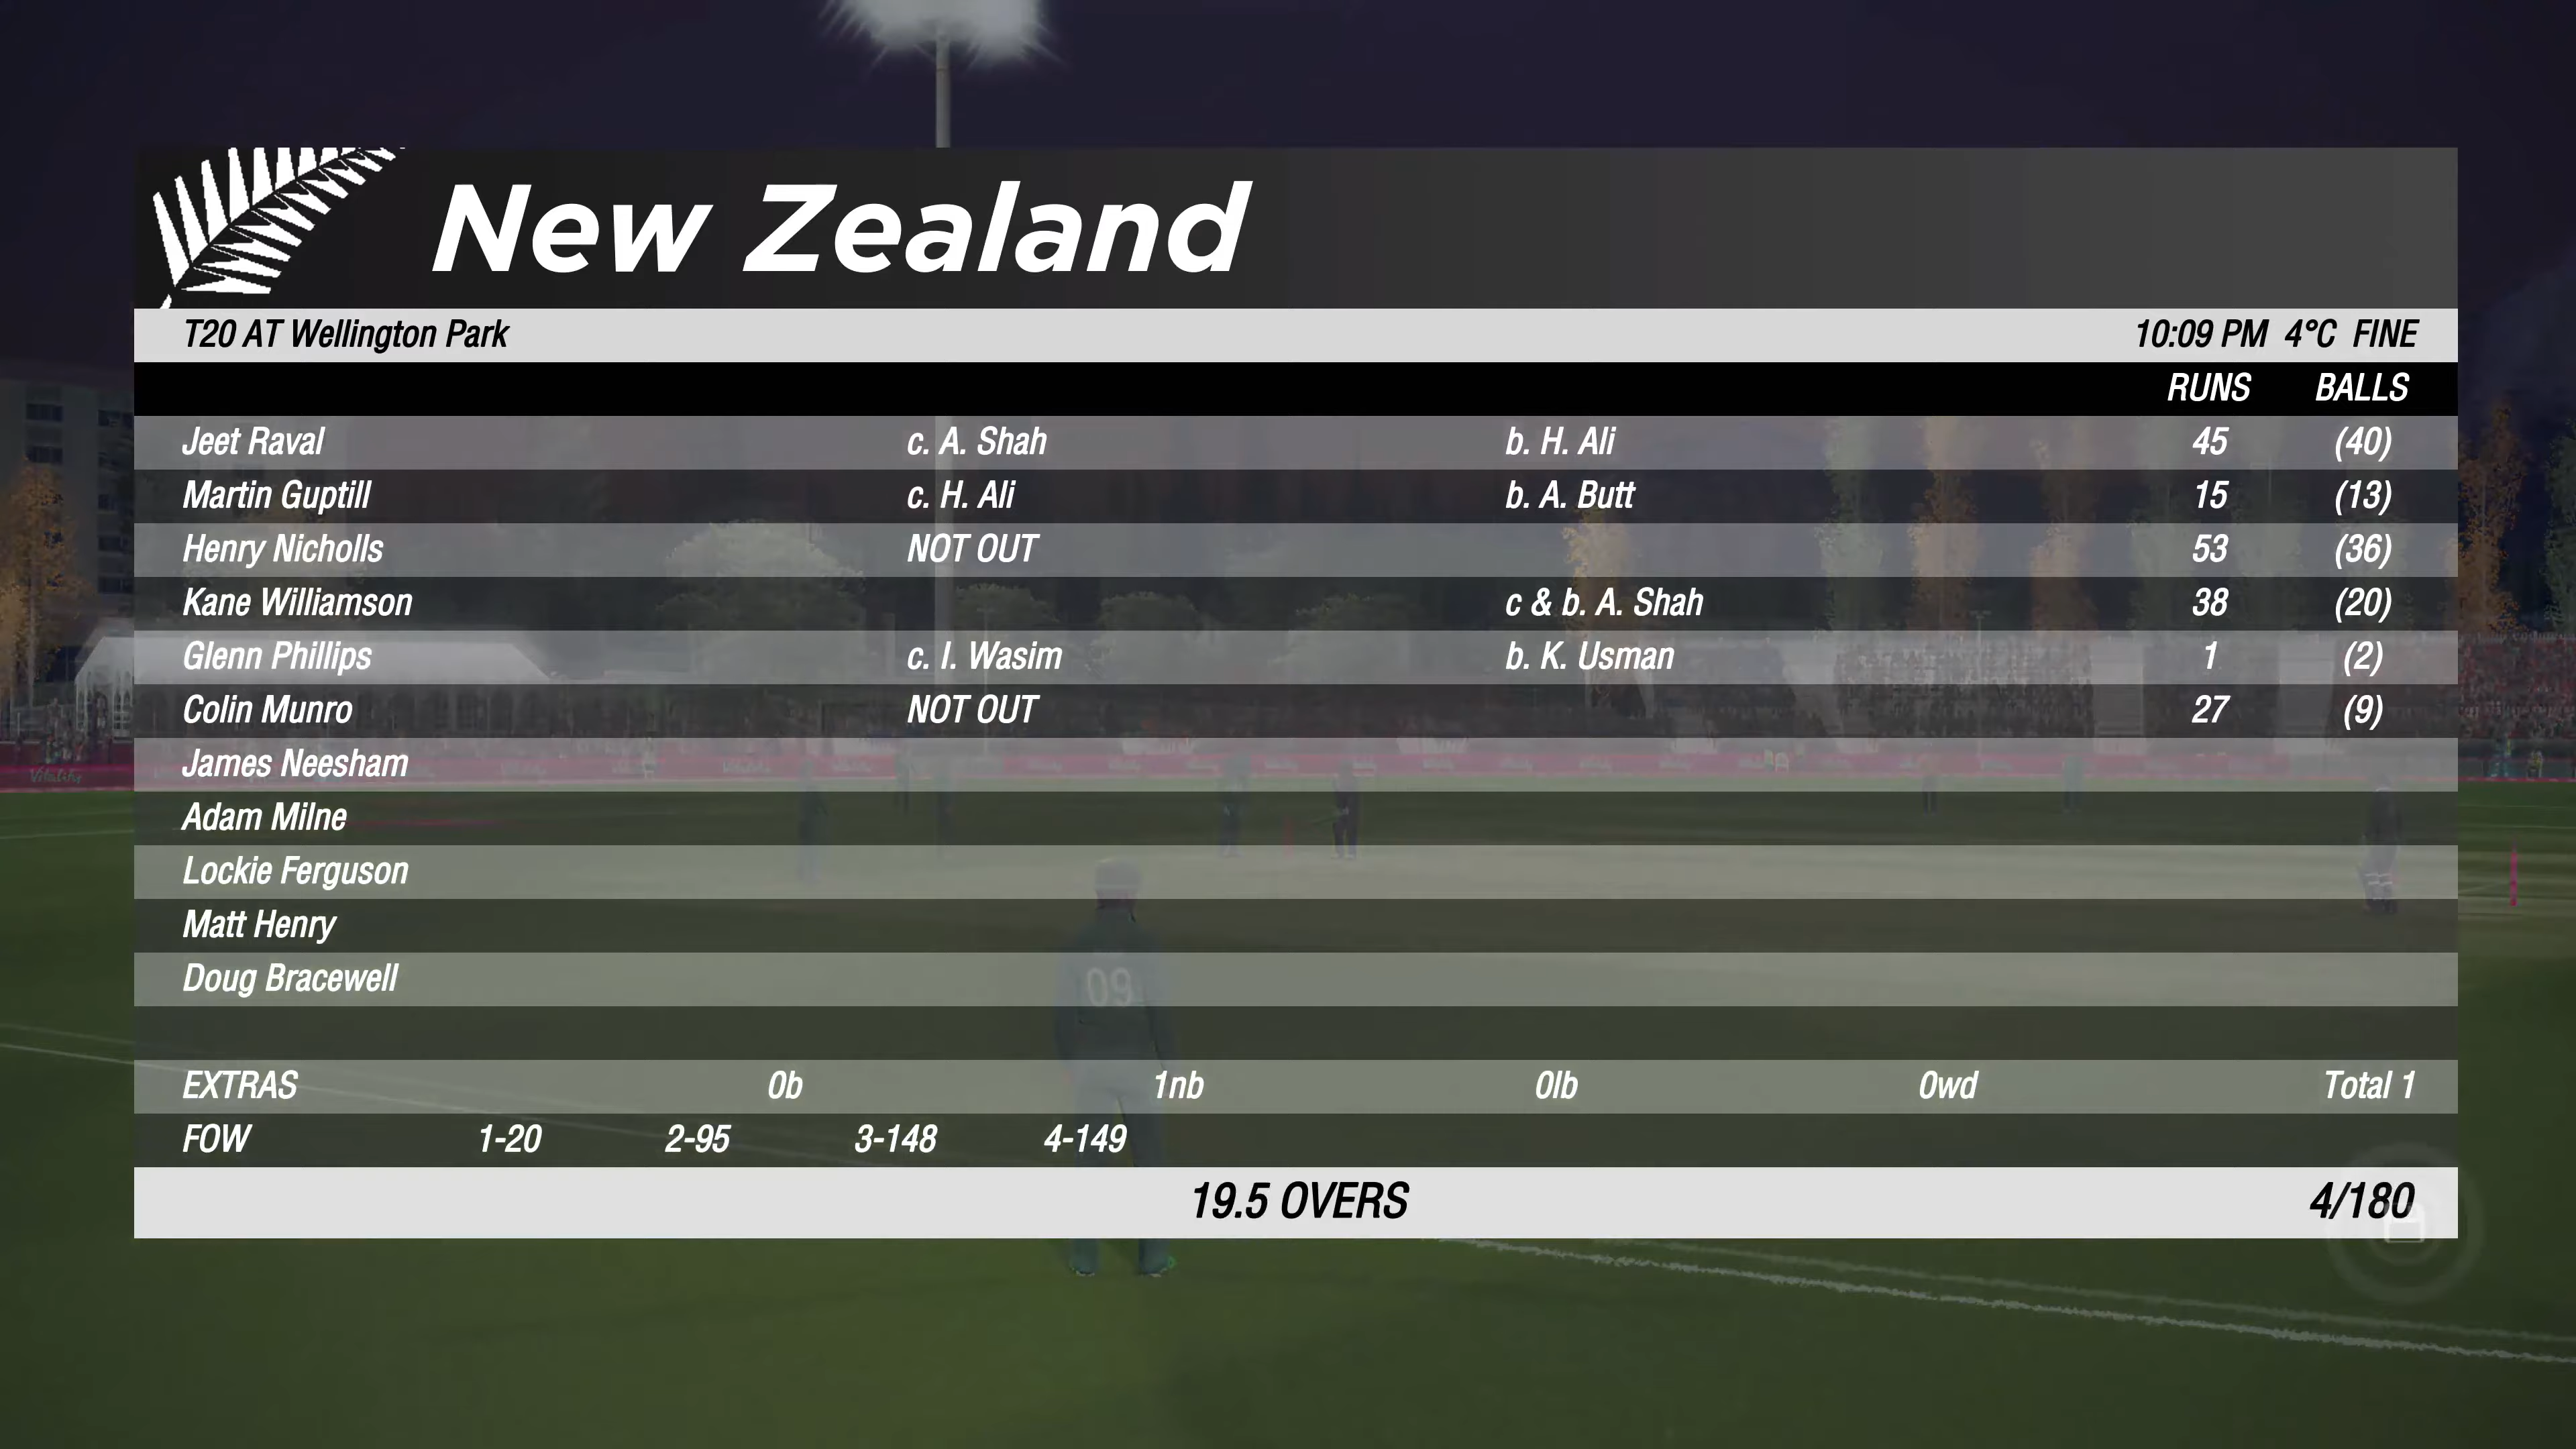 New Zealand
T20 AT Wellington Park 10:09 PM 4°C FINE
RUNS BALLS
Jeet Raval c. A. Shah b. H. Ali 45 (40)
Martin Guptill c. H. Ali b. A. Butt 15 (13)
Henry Nicholls NOT OUT 53 (36)
Kane Williamson c & b. A. Shah 38 (20)
Glenn Phillips c. I. Wasim b. K. Usman 1 (2)
Colin Munro NOT OUT 27 (9)
James Neesham
Vitality
Adam Milne
Lockie Ferguson
Matt Henry
Doug Bracewell
09
EXTRAS 0b 1nb 0lb 0wd Total 1
FOW 1-20 2-95 3-148 4-149
19.5 OVERS 4/180